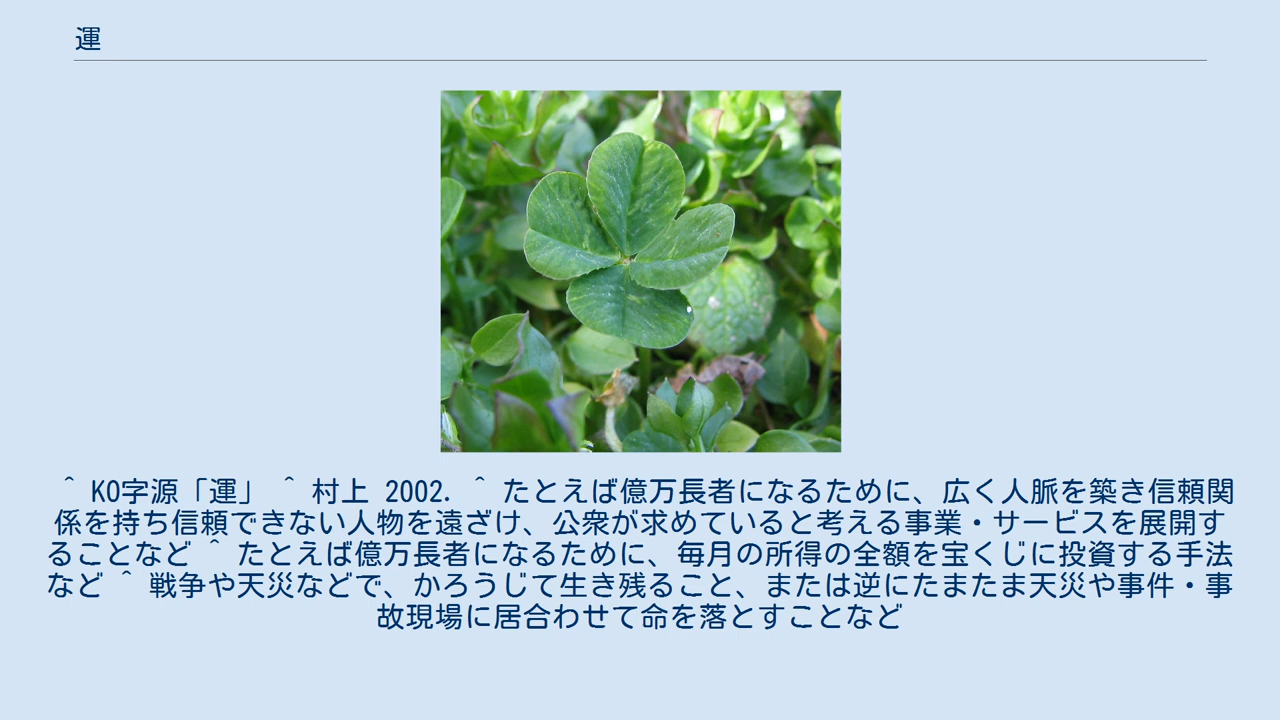 運
^ KO字源「運」 ^ 村上 2002. ^ たとえば億万長者になるために、広く人脈を築き信頼関
係を持ち信頼できない人物を遠ざけ、公衆が求めていると考える事業・サービスを展開す
ることなど ^ たとえば億万長者になるために、毎月の所得の全額を宝くじに投資する手法
など ^ 戦争や天災などで、かろうじて生き残ること、または逆にたまたま天災や事件・事
故現場に居合わせて命を落とすことなど